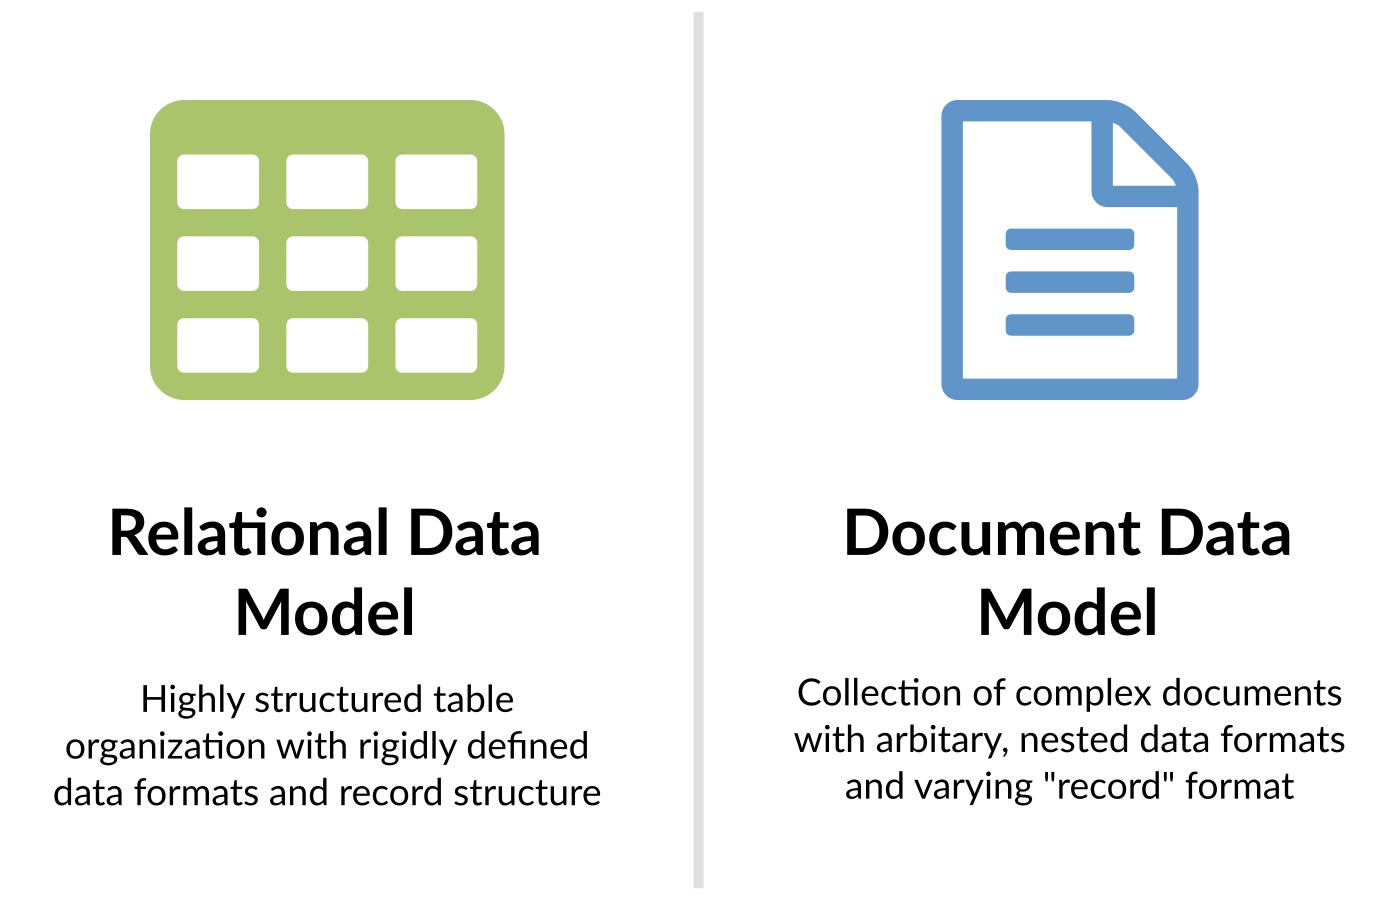 Relational Data
Model
Highly structured table
organization with rigidly defined
data formats and record structure
Document Data
Model
Collection of complex documents
with arbitary, nested data formats
and varying "record" format